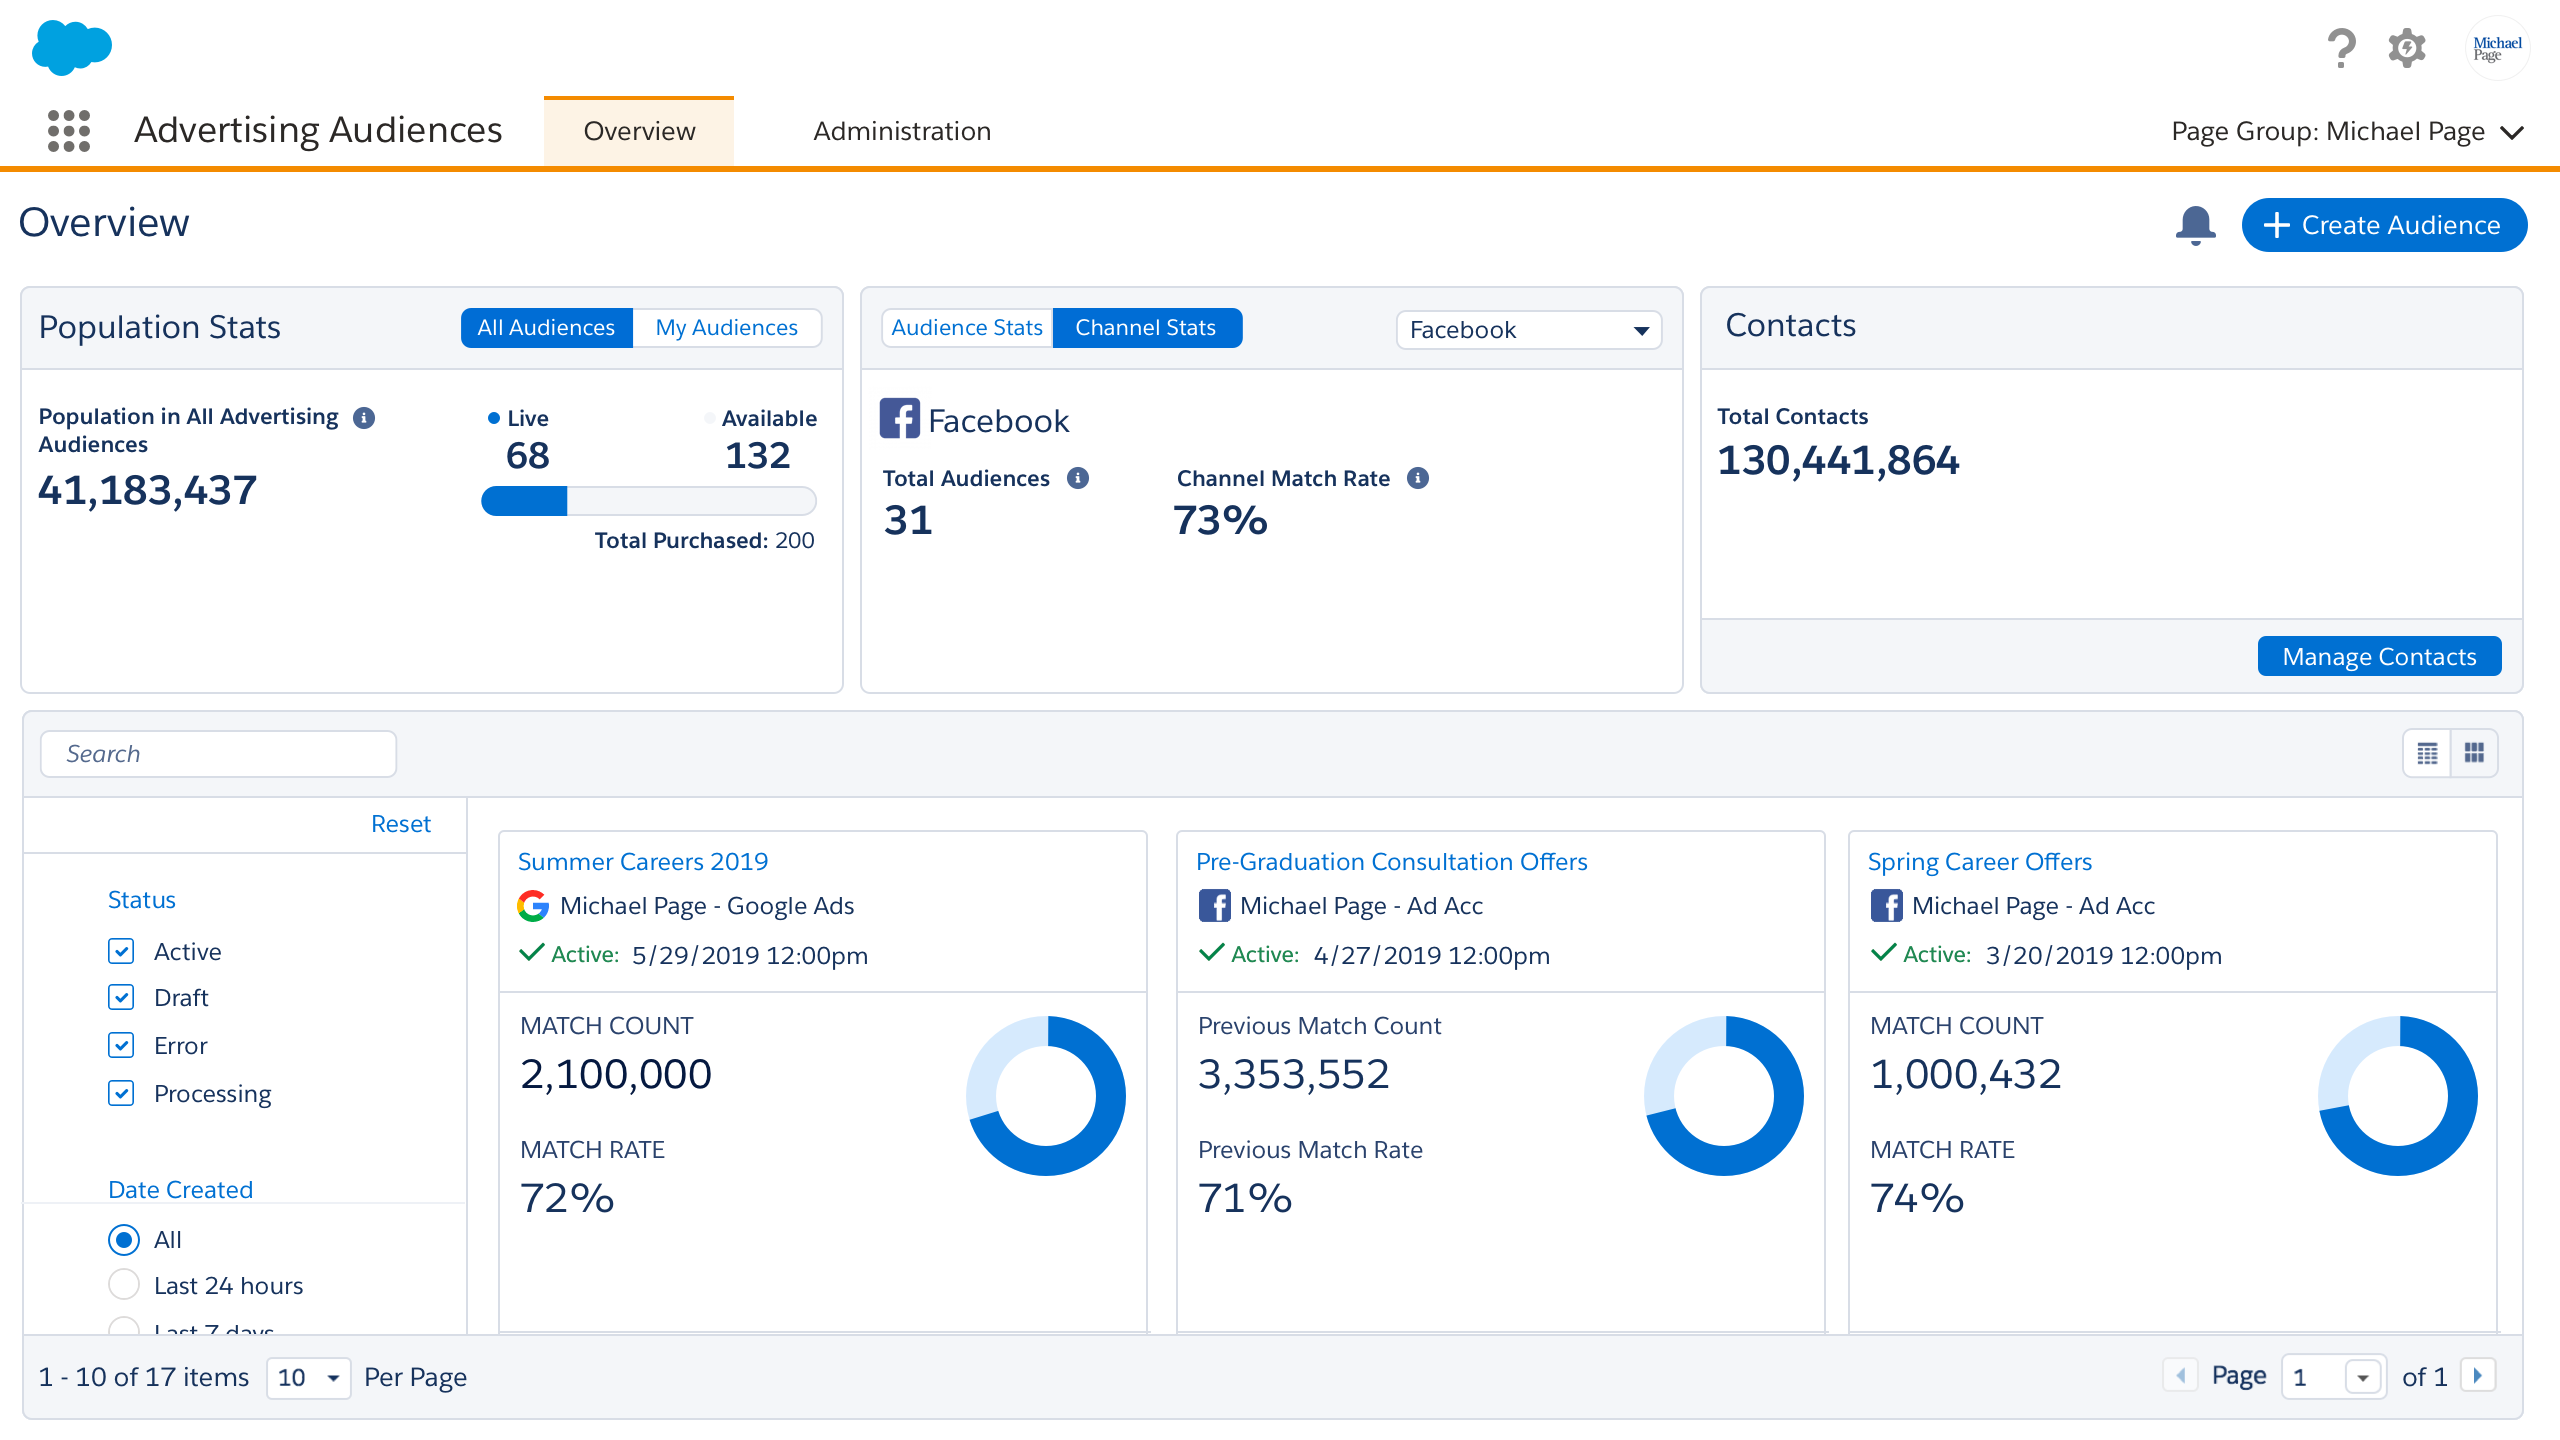 Michael
Page
Advertising Audiences
Overview
Administration
Page Group: Michael Page
Overview
Create Audience
Population Stats
All Audiences
My Audiences
Population in All Advertising
Audiences
41,183,437
Live
68
Available
132
Total Purchased: 200
Audience Stats
Channel Stats
Facebook
Facebook
Total Audiences
31
Channel Match Rate
73%
Contacts
Total Contacts
130,441,864
Manage Contacts
Search
Reset
Status
Active
Draft
Error
Processing
Date Created
All
Last 24 hours
Last 7 days
Summer Careers 2019
Michael Page - Google Ads
Active: 5/29/2019 12:00pm
MATCH COUNT
2,100,000
MATCH RATE
72%
Pre-Graduation Consultation Offers
Michael Page - Ad Acc
Active: 4/27/2019 12:00pm
Previous Match Count
3,353,552
Previous Match Rate
71%
Spring Career Offers
Michael Page - Ad Acc
Active: 3/20/2019 12:00pm
MATCH COUNT
1,000,432
MATCH RATE
74%
1 - 10 of 17 items
10
Per Page
Page
1
of 1